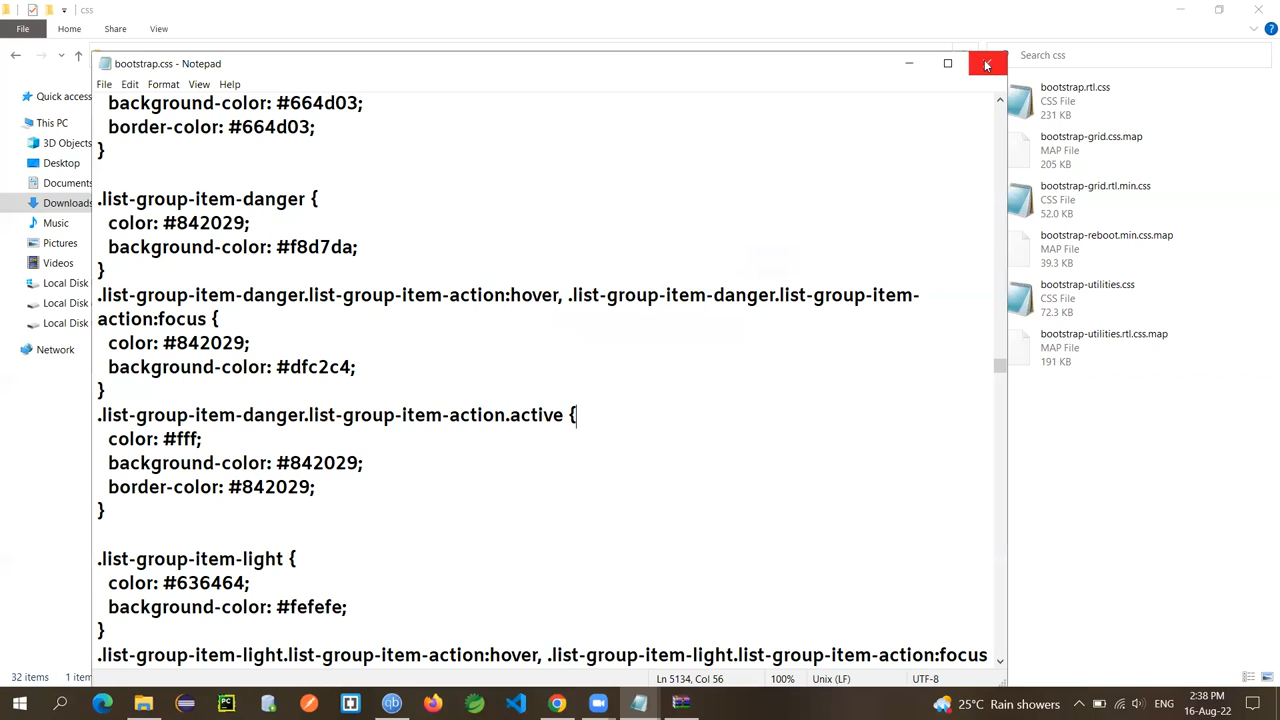 css
File
Home
Share
View
Search css
bootstrap.css - Notepad
File Edit Format View Help
Quick access
This PC
3D Objects
Desktop
Documents
Downloads
Music
Pictures
Videos
Local Disk
Local Disk
Local Disk
Network
background-color: #664d03;
border-color: #664d03;
}
.list-group-item-danger {
color: #842029;
background-color: #f8d7da;
}
.list-group-item-danger.list-group-item-action:hover, .list-group-item-danger.list-group-item-
action:focus {
color: #842029;
background-color: #dfc2c4;
}
.list-group-item-danger.list-group-item-action.active {
color: #fff;
background-color: #842029;
border-color: #842029;
}
.list-group-item-light {
color: #636464;
background-color: #fefefe;
}
.list-group-item-light.list-group-item-action:hover, .list-group-item-light.list-group-item-action:focus
Ln 5134, Col 56
100%
Unix (LF)
UTF-8
bootstrap.rtl.css
CSS File
231 KB
bootstrap-grid.css.map
MAP File
205 KB
bootstrap-grid.rtl.min.css
CSS File
52.0 KB
bootstrap-reboot.min.css.map
MAP File
39.3 KB
bootstrap-utilities.css
CSS File
72.3 KB
bootstrap-utilities.rtl.css.map
MAP File
191 KB
32 items
1 item
PC
qb
25°C Rain showers
ENG
2:38 PM
16-Aug-22